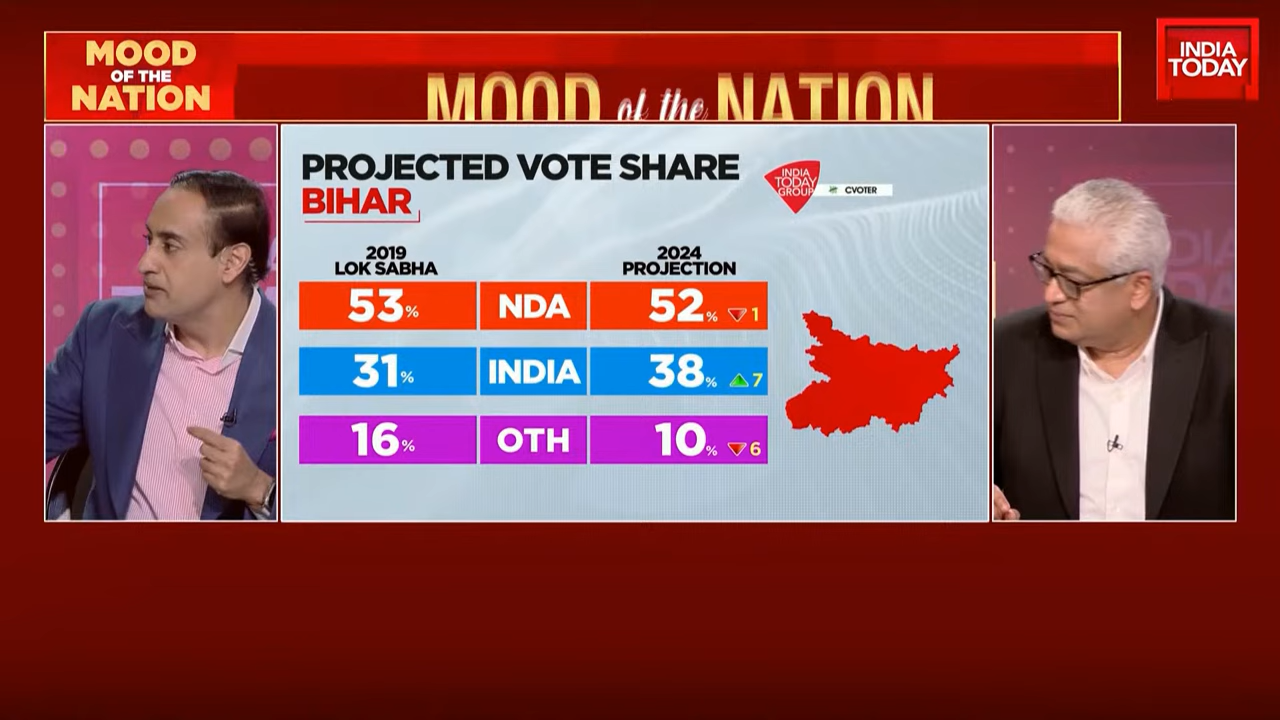 MOOD
OF THE
NATION
MOOD of the NATION
INDIA
TODAY
PROJECTED VOTE SHARE
BIHAR
INDIA
TODAY
GROUP
CVOTER
2019
LOK SABHA
2024
PROJECTION
53% NDA 52% 1
31% INDIA 38% 7
16% OTH 10% 6